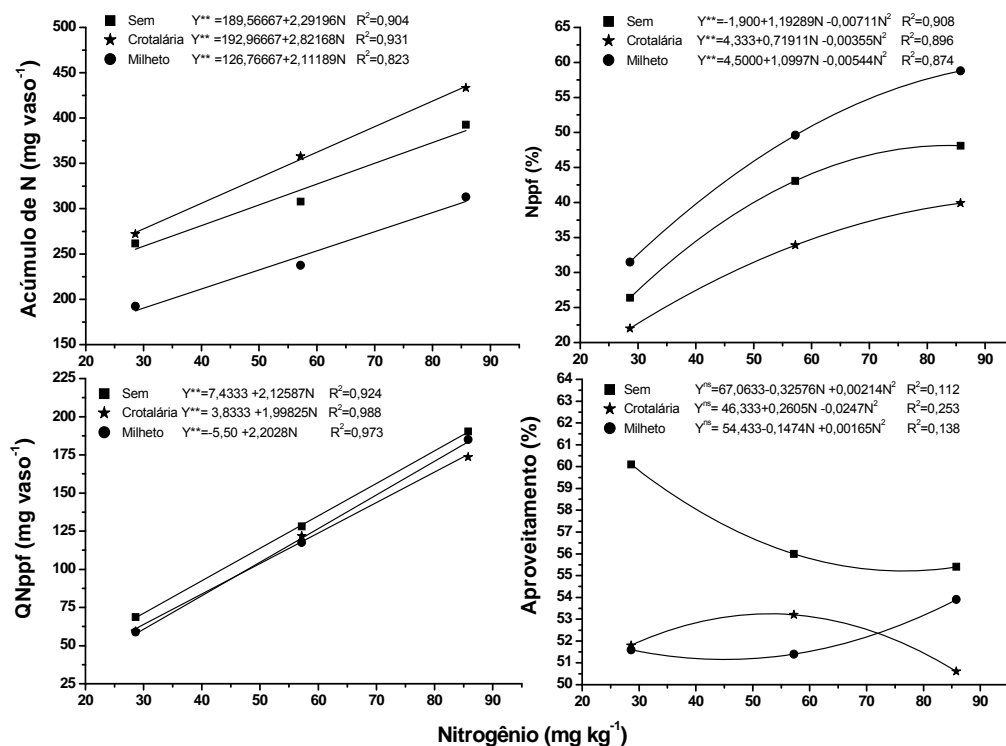 Sem Y** =189,56667+2,29196N R²=0,904
Crotalária Y** = 192,96667+2,82168N R²=0,931
Milheto Y** =126,76667+2,11189N R²=0,823
Acúmulo de N (mg vaso⁻¹)
500
450
400
350
300
250
200
150
20 30 40 50 60 70 80 90
Sem Y**=-1,900+1,19289N -0,00711N² R²=0,908
Crotalária Y**=4,333+0,71911N -0,00355N² R²=0,896
Milheto Y**=4,5000+1,0997N -0,00544N² R²=0,874
Nppf (%)
65
60
55
50
45
40
35
30
25
20
20 30 40 50 60 70 80 90
Sem Y**=7,4333 +2,12587N R²=0,924
Crotalária Y**= 3,8333 +1,99825N R²=0,988
Milheto Y**=-5,50 +2,2028N R²=0,973
QNppf (mg vaso⁻¹)
225
200
175
150
125
100
75
50
25
20 30 40 50 60 70 80 90
Sem Yⁿˢ=67,0633-0,32576N +0,00214N² R²=0,112
Crotalária Yⁿˢ= 46,333+0,2605N -0,0247N² R²=0,253
Milheto Yⁿˢ= 54,433-0,1474N +0,00165N² R²=0,138
Aproveitamento (%)
64
63
62
61
60
59
58
57
56
55
54
53
52
51
50
20 30 40 50 60 70 80 90
Nitrogênio (mg kg⁻¹)